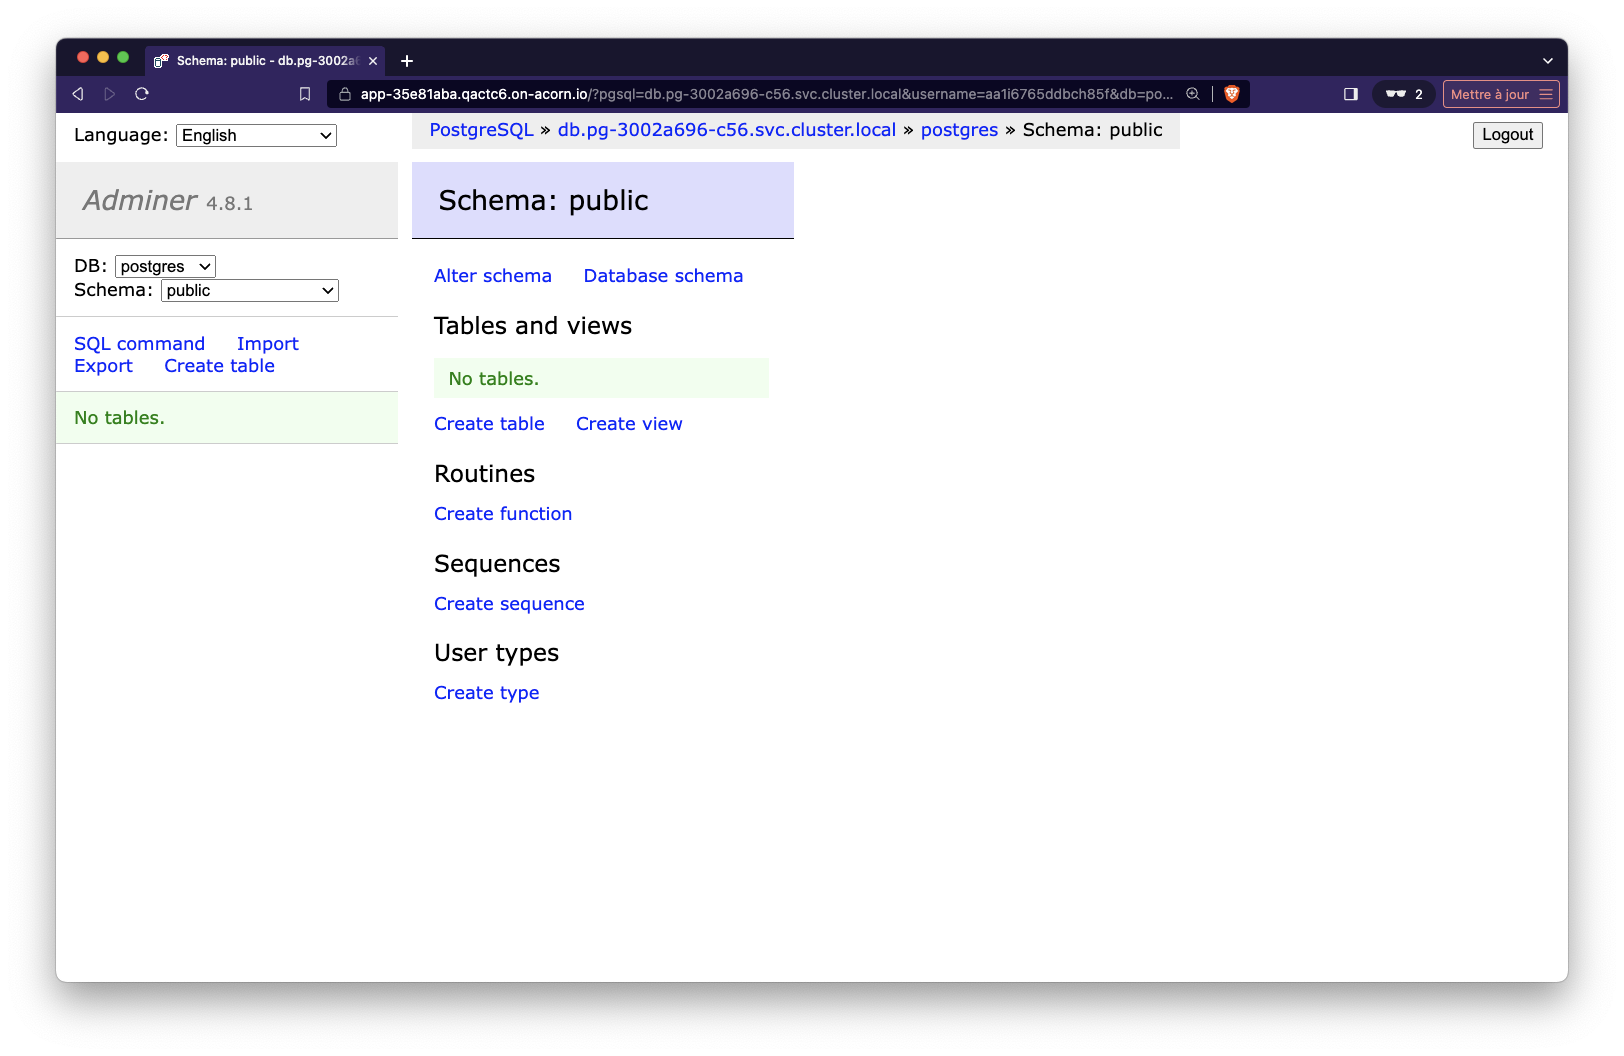 Schema: public - db.pg-3002a6
app-35e81aba.qactc6.on-acorn.io/?pgsql=db.pg-3002a696-c56.svc.cluster.local&username=aa1i6765ddbch85f&db=po...
2
Mettre à jour
Language: English
PostgreSQL » db.pg-3002a696-c56.svc.cluster.local » postgres » Schema: public
Logout
Adminer 4.8.1
Schema: public
DB: postgres
Schema: public
SQL command Import
Export Create table
No tables.
Alter schema Database schema
Tables and views
No tables.
Create table Create view
Routines
Create function
Sequences
Create sequence
User types
Create type